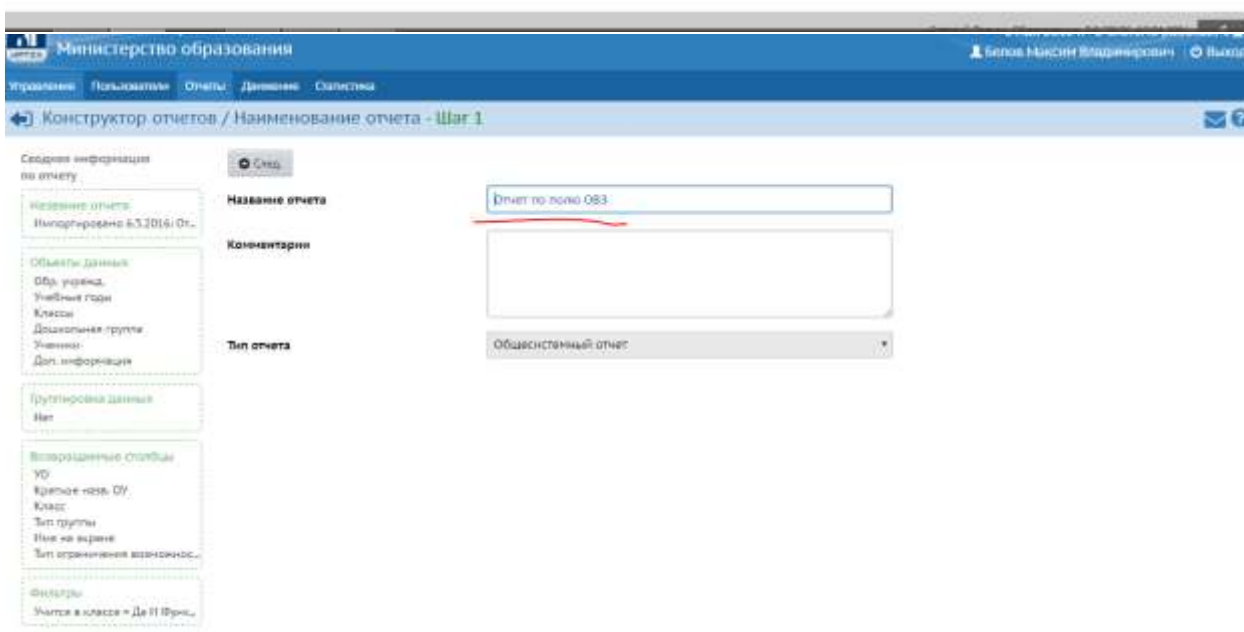 Министерство образования
Белов Максим Владимирович Выход
Управление Пользователи Отчеты Движение Статистика
Конструктор отчетов / Наименование отчета - Шаг 1
Сводная информация
по отчету
След.
Название отчета
Импортировано 6.5.2016: От...
Название отчета
Отчет по полю ОВЗ
Комментарии
Объекты данных
Обр. учрежд.
Учебные годы
Классы
Дошкольная группа
Ученики
Доп. информация
Тип отчета
Общесистемный отчет
Группировка данных
Нет
Возвращаемые столбцы
УО
Краткое назв. ОУ
Класс
Тип группы
Имя на экране
Тип ограничения возможнос...
Фильтры
Учится в классе = Да И (Функ...